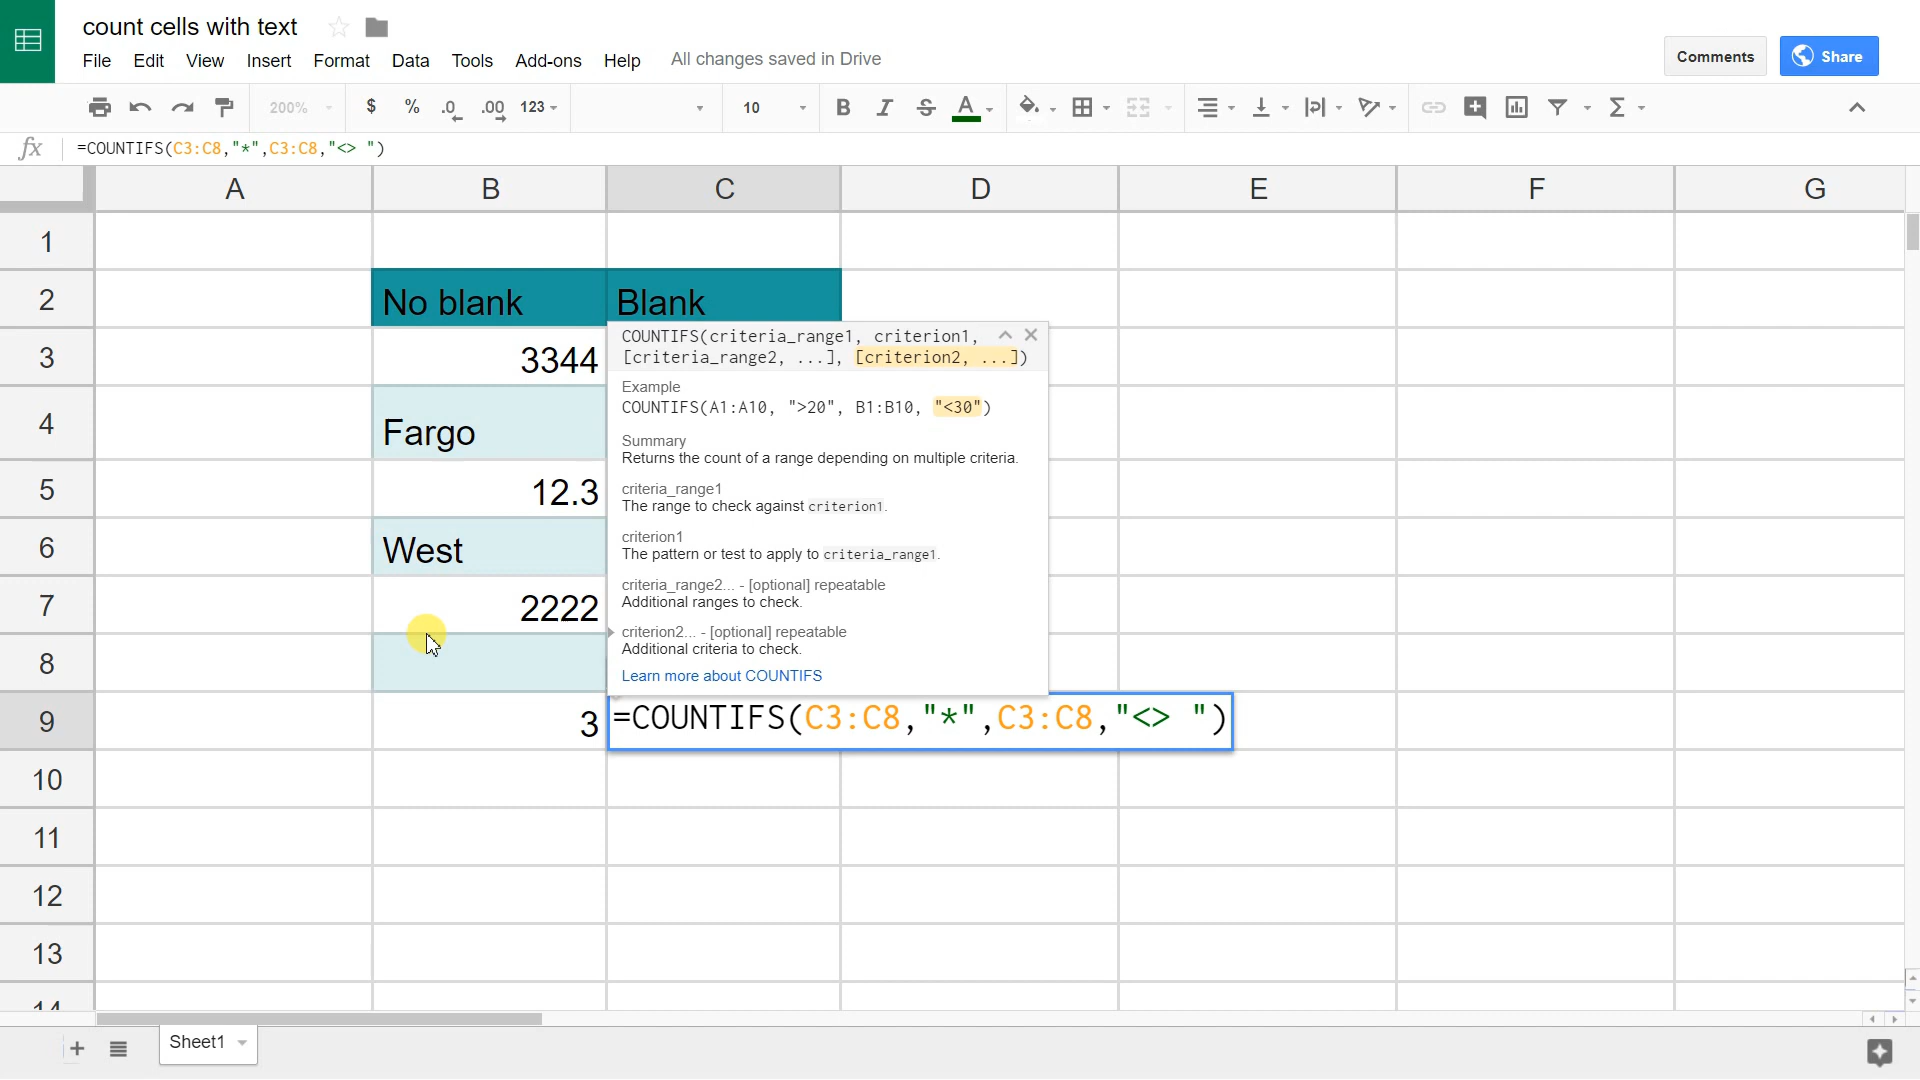 count cells with text
File Edit View Insert Format Data Tools Add-ons Help All changes saved in Drive
Comments Share
200% $ % .0 .00 123 10 B I S A Σ
fx =COUNTIFS(C3:C8,"*",C3:C8,"<> ")
A B C D E F G
1
2 No blank Blank
3 3344
COUNTIFS(criteria_range1, criterion1,
[criteria_range2, ...], [criterion2, ...])
Example
COUNTIFS(A1:A10, ">20", B1:B10, "<30")
4 Fargo
Summary
Returns the count of a range depending on multiple criteria.
5 12.3
criteria_range1
The range to check against criterion1.
6 West
criterion1
The pattern or test to apply to criteria_range1.
7 2222
criteria_range2... - [optional] repeatable
Additional ranges to check.
8
criterion2... - [optional] repeatable
Additional criteria to check.
Learn more about COUNTIFS
9 3 =COUNTIFS(C3:C8,"*",C3:C8,"<> ")
10
11
12
13
14
Sheet1